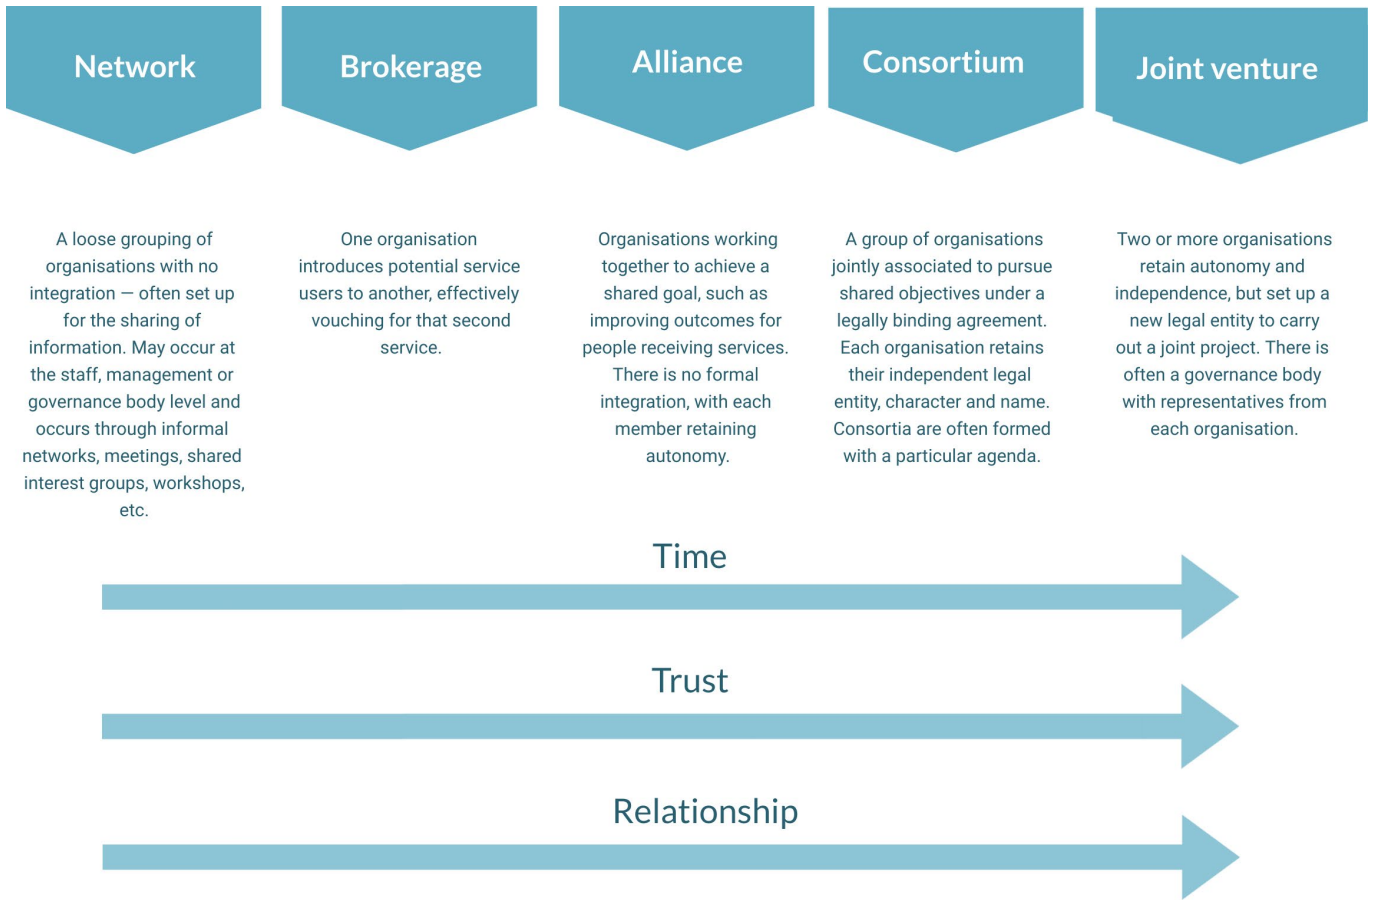 Network
Brokerage
Alliance
Consortium
Joint venture
A loose grouping of
organisations with no
integration — often set up
for the sharing of
information. May occur at
the staff, management or
governance body level and
occurs through informal
networks, meetings, shared
interest groups, workshops,
etc.
One organisation
introduces potential service
users to another, effectively
vouching for that second
service.
Organisations working
together to achieve a
shared goal, such as
improving outcomes for
people receiving services.
There is no formal
integration, with each
member retaining
autonomy.
A group of organisations
jointly associated to pursue
shared objectives under a
legally binding agreement.
Each organisation retains
their independent legal
entity, character and name.
Consortia are often formed
with a particular agenda.
Two or more organisations
retain autonomy and
independence, but set up a
new legal entity to carry
out a joint project. There is
often a governance body
with representatives from
each organisation.
Time
Trust
Relationship